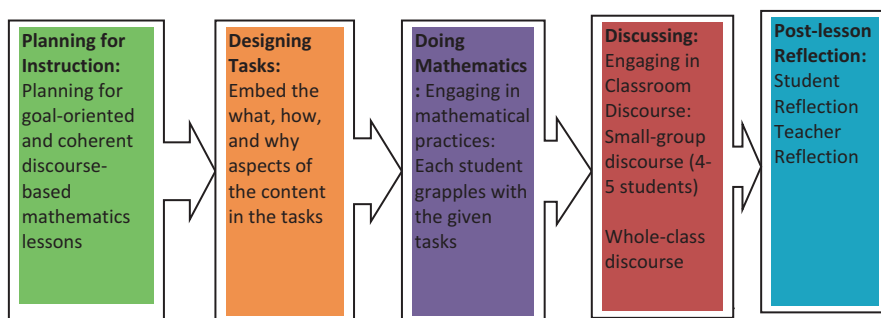 Planning for
Instruction:
Planning for
goal-oriented
and coherent
discourse-
based
mathematics
lessons
Designing
Tasks:
Embed the
what, how,
and why
aspects of
the content
in the tasks
Doing
Mathematics
: Engaging in
mathematical
practices:
Each student
grapples with
the given
tasks
Discussing:
Engaging in
Classroom
Discourse:
Small-group
discourse (4-
5 students)
Whole-class
discourse
Post-lesson
Reflection:
Student
Reflection
Teacher
Reflection